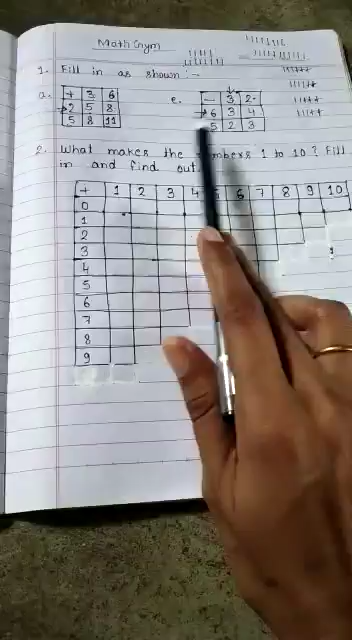 Math Gym
1. Fill in as shown :-
a. + 3 6
2 5 8
5 8 11
e. - 3 2
6 3 4
5 2 3
2. What makes the numbers 1 to 10? Fill
in and find out.
+ 1 2 3 4 5 6 7 8 9 10
0
1
2
3
4
5
6
7
8
9